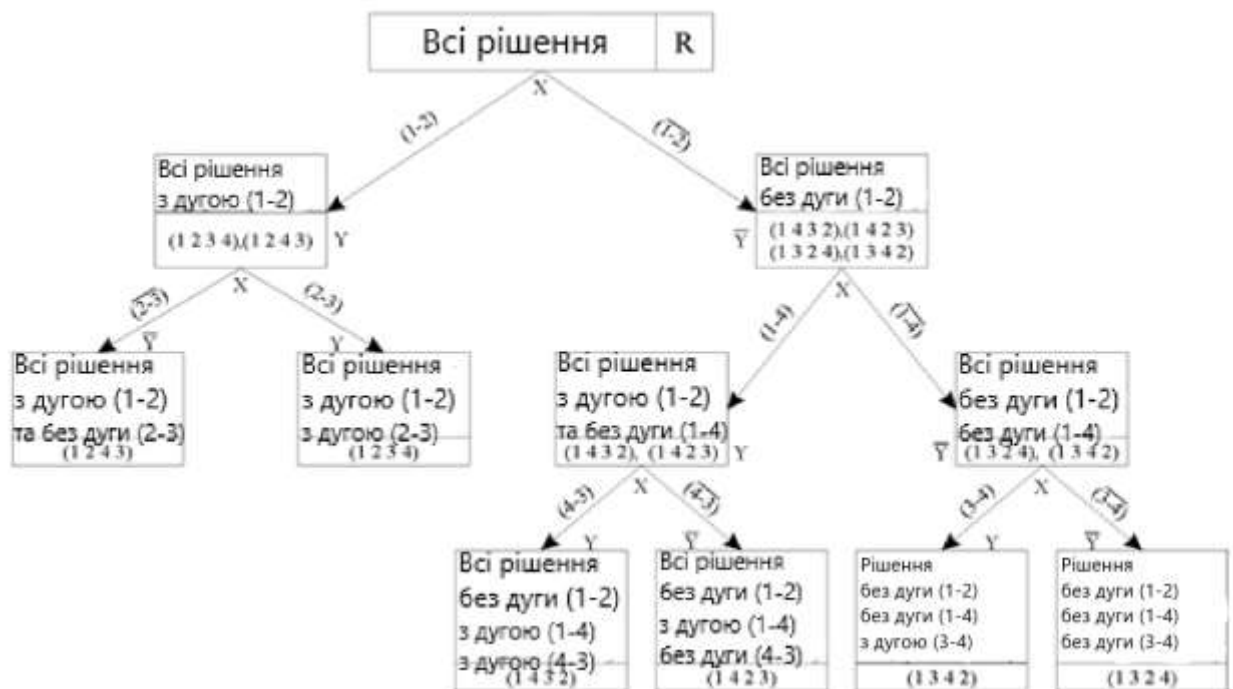 Всі рішення R
X
(1-2) (1-2)
Всі рішення
з дугою (1-2)
(1 2 3 4),(1 2 4 3) Y
Всі рішення
без дуги (1-2)
Y̅ (1 4 3 2),(1 4 2 3)
(1 3 2 4),(1 3 4 2)
X X
(2-3) (2-3) (1-4) (1-4)
Y̅ Y
Всі рішення
з дугою (1-2)
та без дуги (2-3)
(1 2 4 3)
Всі рішення
з дугою (1-2)
з дугою (2-3)
(1 2 3 4)
Всі рішення
з дугою (1-2)
та без дуги (1-4)
(1 4 3 2), (1 4 2 3) Y
Всі рішення
без дуги (1-2)
без дуги (1-4)
Y̅ (1 3 2 4), (1 3 4 2)
X X
(4-3) (4-3) (3-4) (3-4)
Y Y̅ Y Y̅
Всі рішення
без дуги (1-2)
з дугою (1-4)
з дугою (4-3)
(1 4 3 2)
Всі рішення
без дуги (1-2)
з дугою (1-4)
без дуги (4-3)
(1 4 2 3)
Рішення
без дуги (1-2)
без дуги (1-4)
з дугою (3-4)
(1 3 4 2)
Рішення
без дуги (1-2)
без дуги (1-4)
без дуги (3-4)
(1 3 2 4)